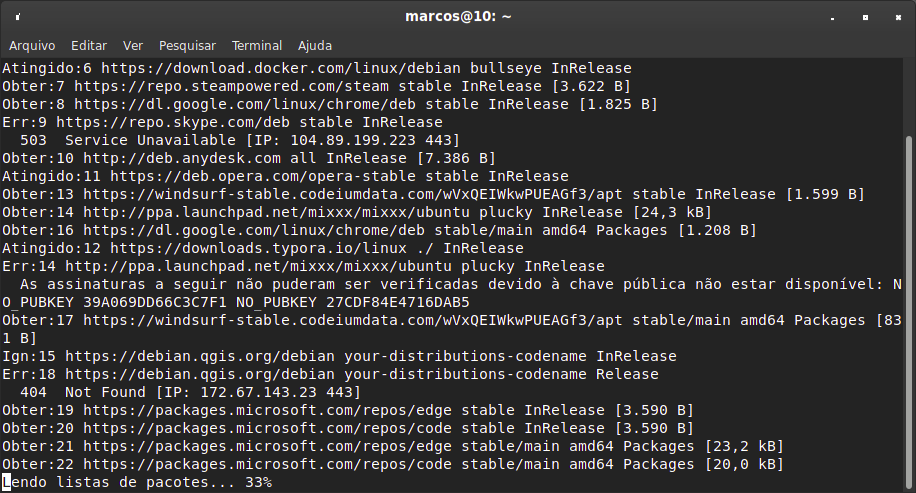 marcos@10: ~
Arquivo Editar Ver Pesquisar Terminal Ajuda
Atingido:6 https://download.docker.com/linux/debian bullseye InRelease
Obter:7 https://repo.steampowered.com/steam stable InRelease [3.622 B]
Obter:8 https://dl.google.com/linux/chrome/deb stable InRelease [1.825 B]
Err:9 https://repo.skype.com/deb stable InRelease
  503  Service Unavailable [IP: 104.89.199.223 443]
Obter:10 http://deb.anydesk.com all InRelease [7.386 B]
Atingido:11 https://deb.opera.com/opera-stable stable InRelease
Obter:13 https://windsurf-stable.codeiumdata.com/wVxQEIWkwPUEAGf3/apt stable InRelease [1.599 B]
Obter:14 http://ppa.launchpad.net/mixxx/mixxx/ubuntu plucky InRelease [24,3 kB]
Obter:16 https://dl.google.com/linux/chrome/deb stable/main amd64 Packages [1.208 B]
Atingido:12 https://downloads.typora.io/linux ./ InRelease
Err:14 http://ppa.launchpad.net/mixxx/mixxx/ubuntu plucky InRelease
  As assinaturas a seguir não puderam ser verificadas devido à chave pública não estar disponível: N
O_PUBKEY 39A069DD66C3C7F1 NO_PUBKEY 27CDF84E4716DAB5
Obter:17 https://windsurf-stable.codeiumdata.com/wVxQEIWkwPUEAGf3/apt stable/main amd64 Packages [83
1 B]
Ign:15 https://debian.qgis.org/debian your-distributions-codename InRelease
Err:18 https://debian.qgis.org/debian your-distributions-codename Release
  404  Not Found [IP: 172.67.143.23 443]
Obter:19 https://packages.microsoft.com/repos/edge stable InRelease [3.590 B]
Obter:20 https://packages.microsoft.com/repos/code stable InRelease [3.590 B]
Obter:21 https://packages.microsoft.com/repos/edge stable/main amd64 Packages [23,2 kB]
Obter:22 https://packages.microsoft.com/repos/code stable/main amd64 Packages [20,0 kB]
Lendo listas de pacotes... 33%